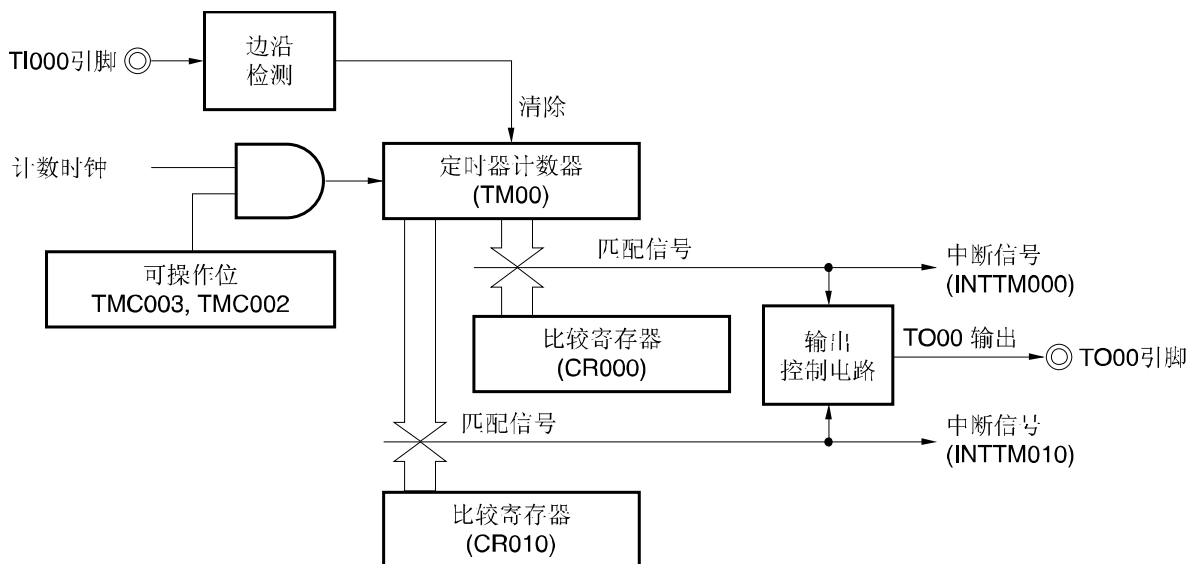 TI000引脚
边沿
检测
清除
计数时钟
定时器计数器
(TM00)
可操作位
TMC003, TMC002
匹配信号
中断信号
(INTTM000)
比较寄存器
(CR000)
输出
控制电路
TO00 输出
TO00引脚
匹配信号
中断信号
(INTTM010)
比较寄存器
(CR010)